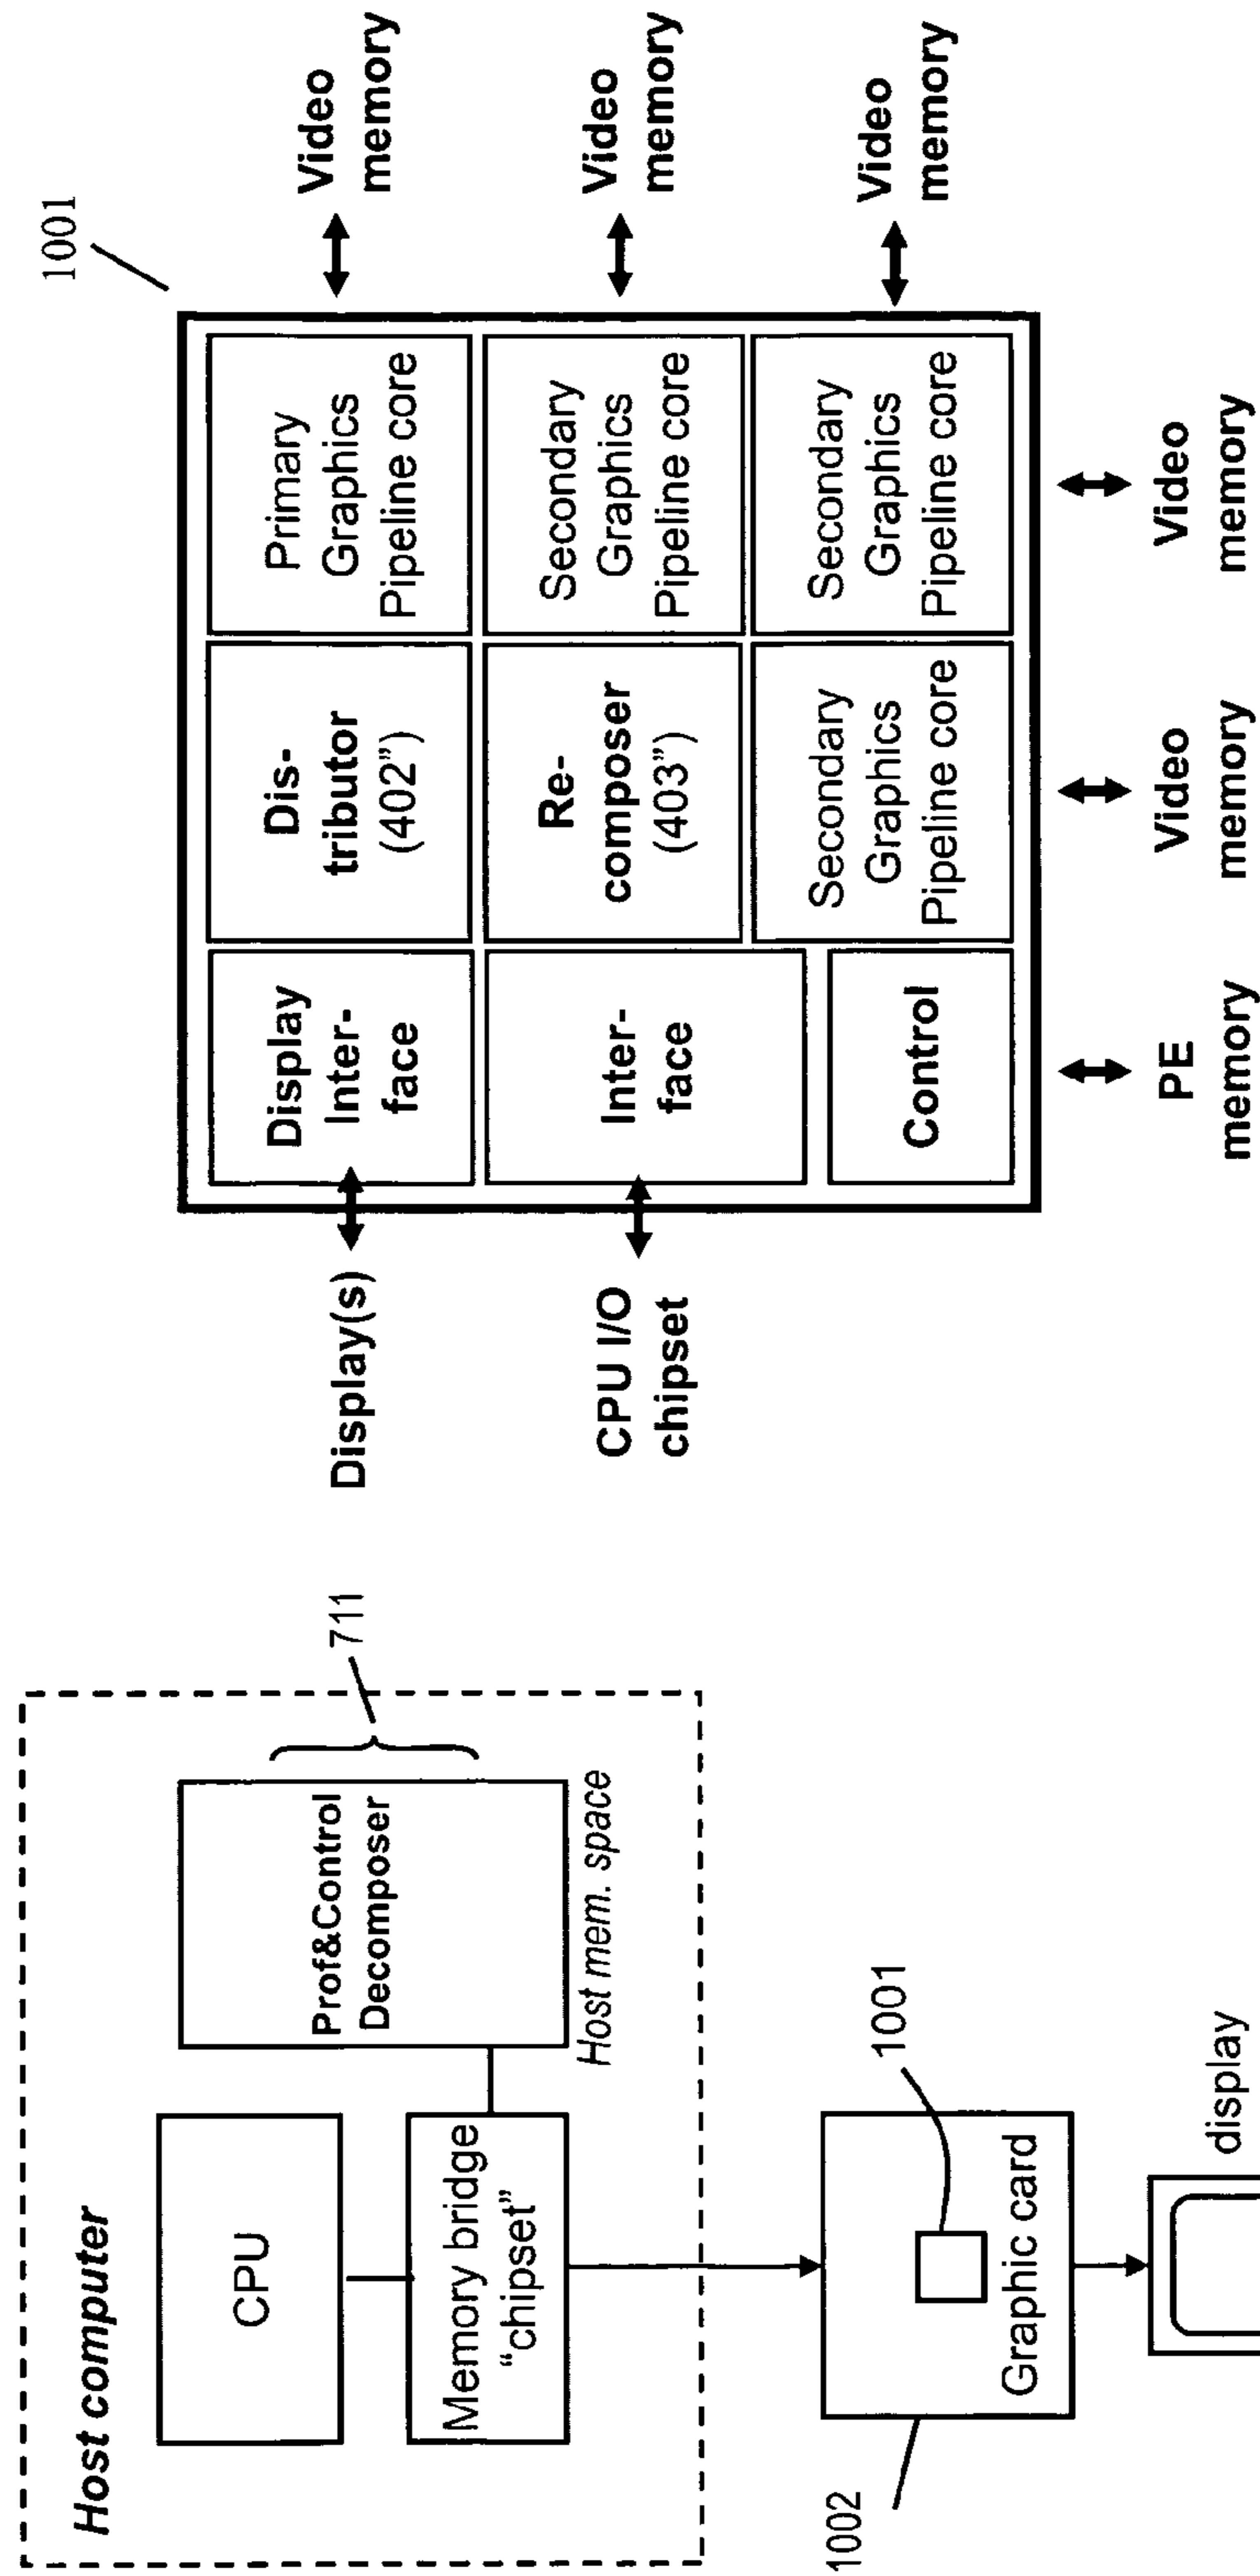 Host computer
CPU
Memory bridge
“chipset”
Prof&Control
Decomposer
Host mem. space
711
1002
Graphic card
1001
display
1001
Display(s)
CPU I/O
chipset
Display
Inter-
face
Dis-
tributor
(402”)
Primary
Graphics
Pipeline core
Inter-
face
Re-
composer
(403”)
Secondary
Graphics
Pipeline core
Control
Secondary
Graphics
Pipeline core
Secondary
Graphics
Pipeline core
Video
memory
Video
memory
Video
memory
PE
memory
Video
memory
Video
memory